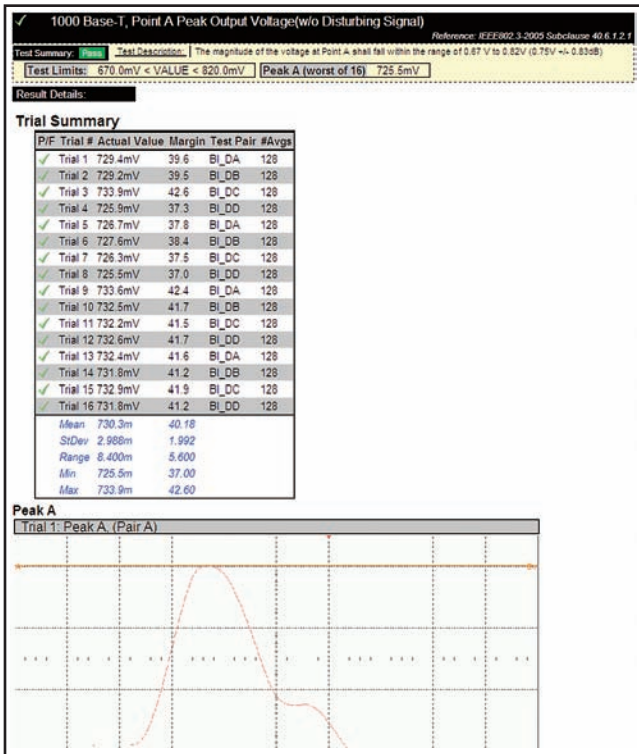 ✓ 1000 Base-T, Point A Peak Output Voltage(w/o Disturbing Signal)
Reference: IEEE802.3-2005 Subclause 40.6.1.2.1
Test Summary: Pass Test Description: The magnitude of the voltage at Point A shall fall within the range of 0.67 V to 0.82V (0.75V +/- 0.83dB)
Test Limits: 670.0mV < VALUE < 820.0mV Peak A (worst of 16) 725.5mV
Result Details:
Trial Summary
P/F Trial # Actual Value Margin Test Pair #Avgs
✓ Trial 1 729.4mV 39.6 BI_DA 128
✓ Trial 2 729.2mV 39.5 BI_DB 128
✓ Trial 3 733.9mV 42.6 BI_DC 128
✓ Trial 4 725.9mV 37.3 BI_DD 128
✓ Trial 5 726.7mV 37.8 BI_DA 128
✓ Trial 6 727.6mV 38.4 BI_DB 128
✓ Trial 7 726.3mV 37.5 BI_DC 128
✓ Trial 8 725.5mV 37.0 BI_DD 128
✓ Trial 9 733.6mV 42.4 BI_DA 128
✓ Trial 10 732.5mV 41.7 BI_DB 128
✓ Trial 11 732.2mV 41.5 BI_DC 128
✓ Trial 12 732.6mV 41.7 BI_DD 128
✓ Trial 13 732.4mV 41.6 BI_DA 128
✓ Trial 14 731.8mV 41.2 BI_DB 128
✓ Trial 15 732.9mV 41.9 BI_DC 128
✓ Trial 16 731.8mV 41.2 BI_DD 128
Mean 730.3m 40.18
StDev 2.988m 1.992
Range 8.400m 5.600
Min 725.5m 37.00
Max 733.9m 42.60
Peak A
Trial 1: Peak A, (Pair A)